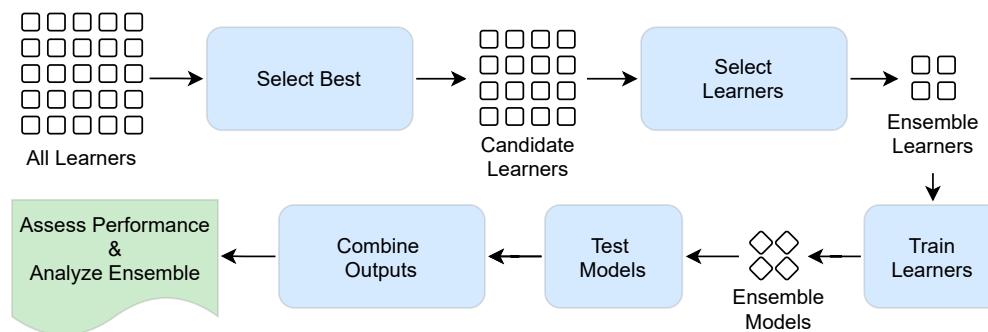 Select Best
Select
Learners
All Learners
Candidate
Learners
Ensemble
Learners
Assess Performance
&
Analyze Ensemble
Combine
Outputs
Test
Models
Ensemble
Models
Train
Learners